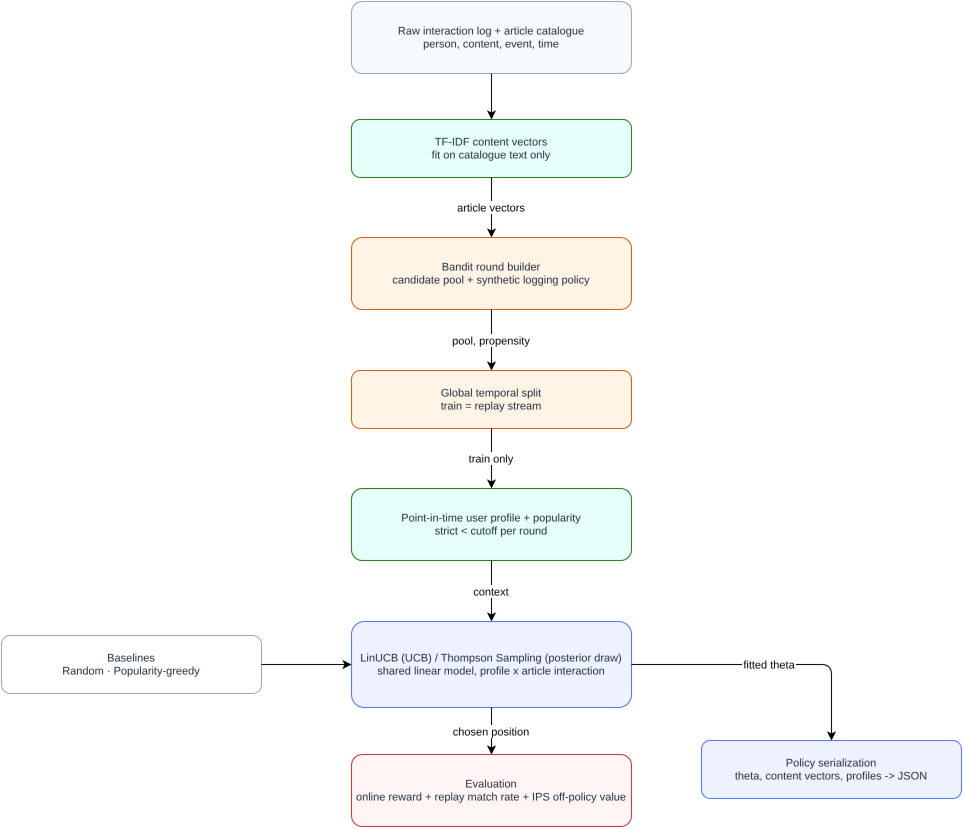 Raw interaction log + article catalogue
person, content, event, time
TF-IDF content vectors
fit on catalogue text only
article vectors
Bandit round builder
candidate pool + synthetic logging policy
pool, propensity
Global temporal split
train = replay stream
train only
Point-in-time user profile + popularity
strict < cutoff per round
context
Baselines
Random · Popularity-greedy
LinUCB (UCB) / Thompson Sampling (posterior draw)
shared linear model, profile x article interaction
fitted theta
chosen position
Policy serialization
theta, content vectors, profiles -> JSON
Evaluation
online reward + replay match rate + IPS off-policy value